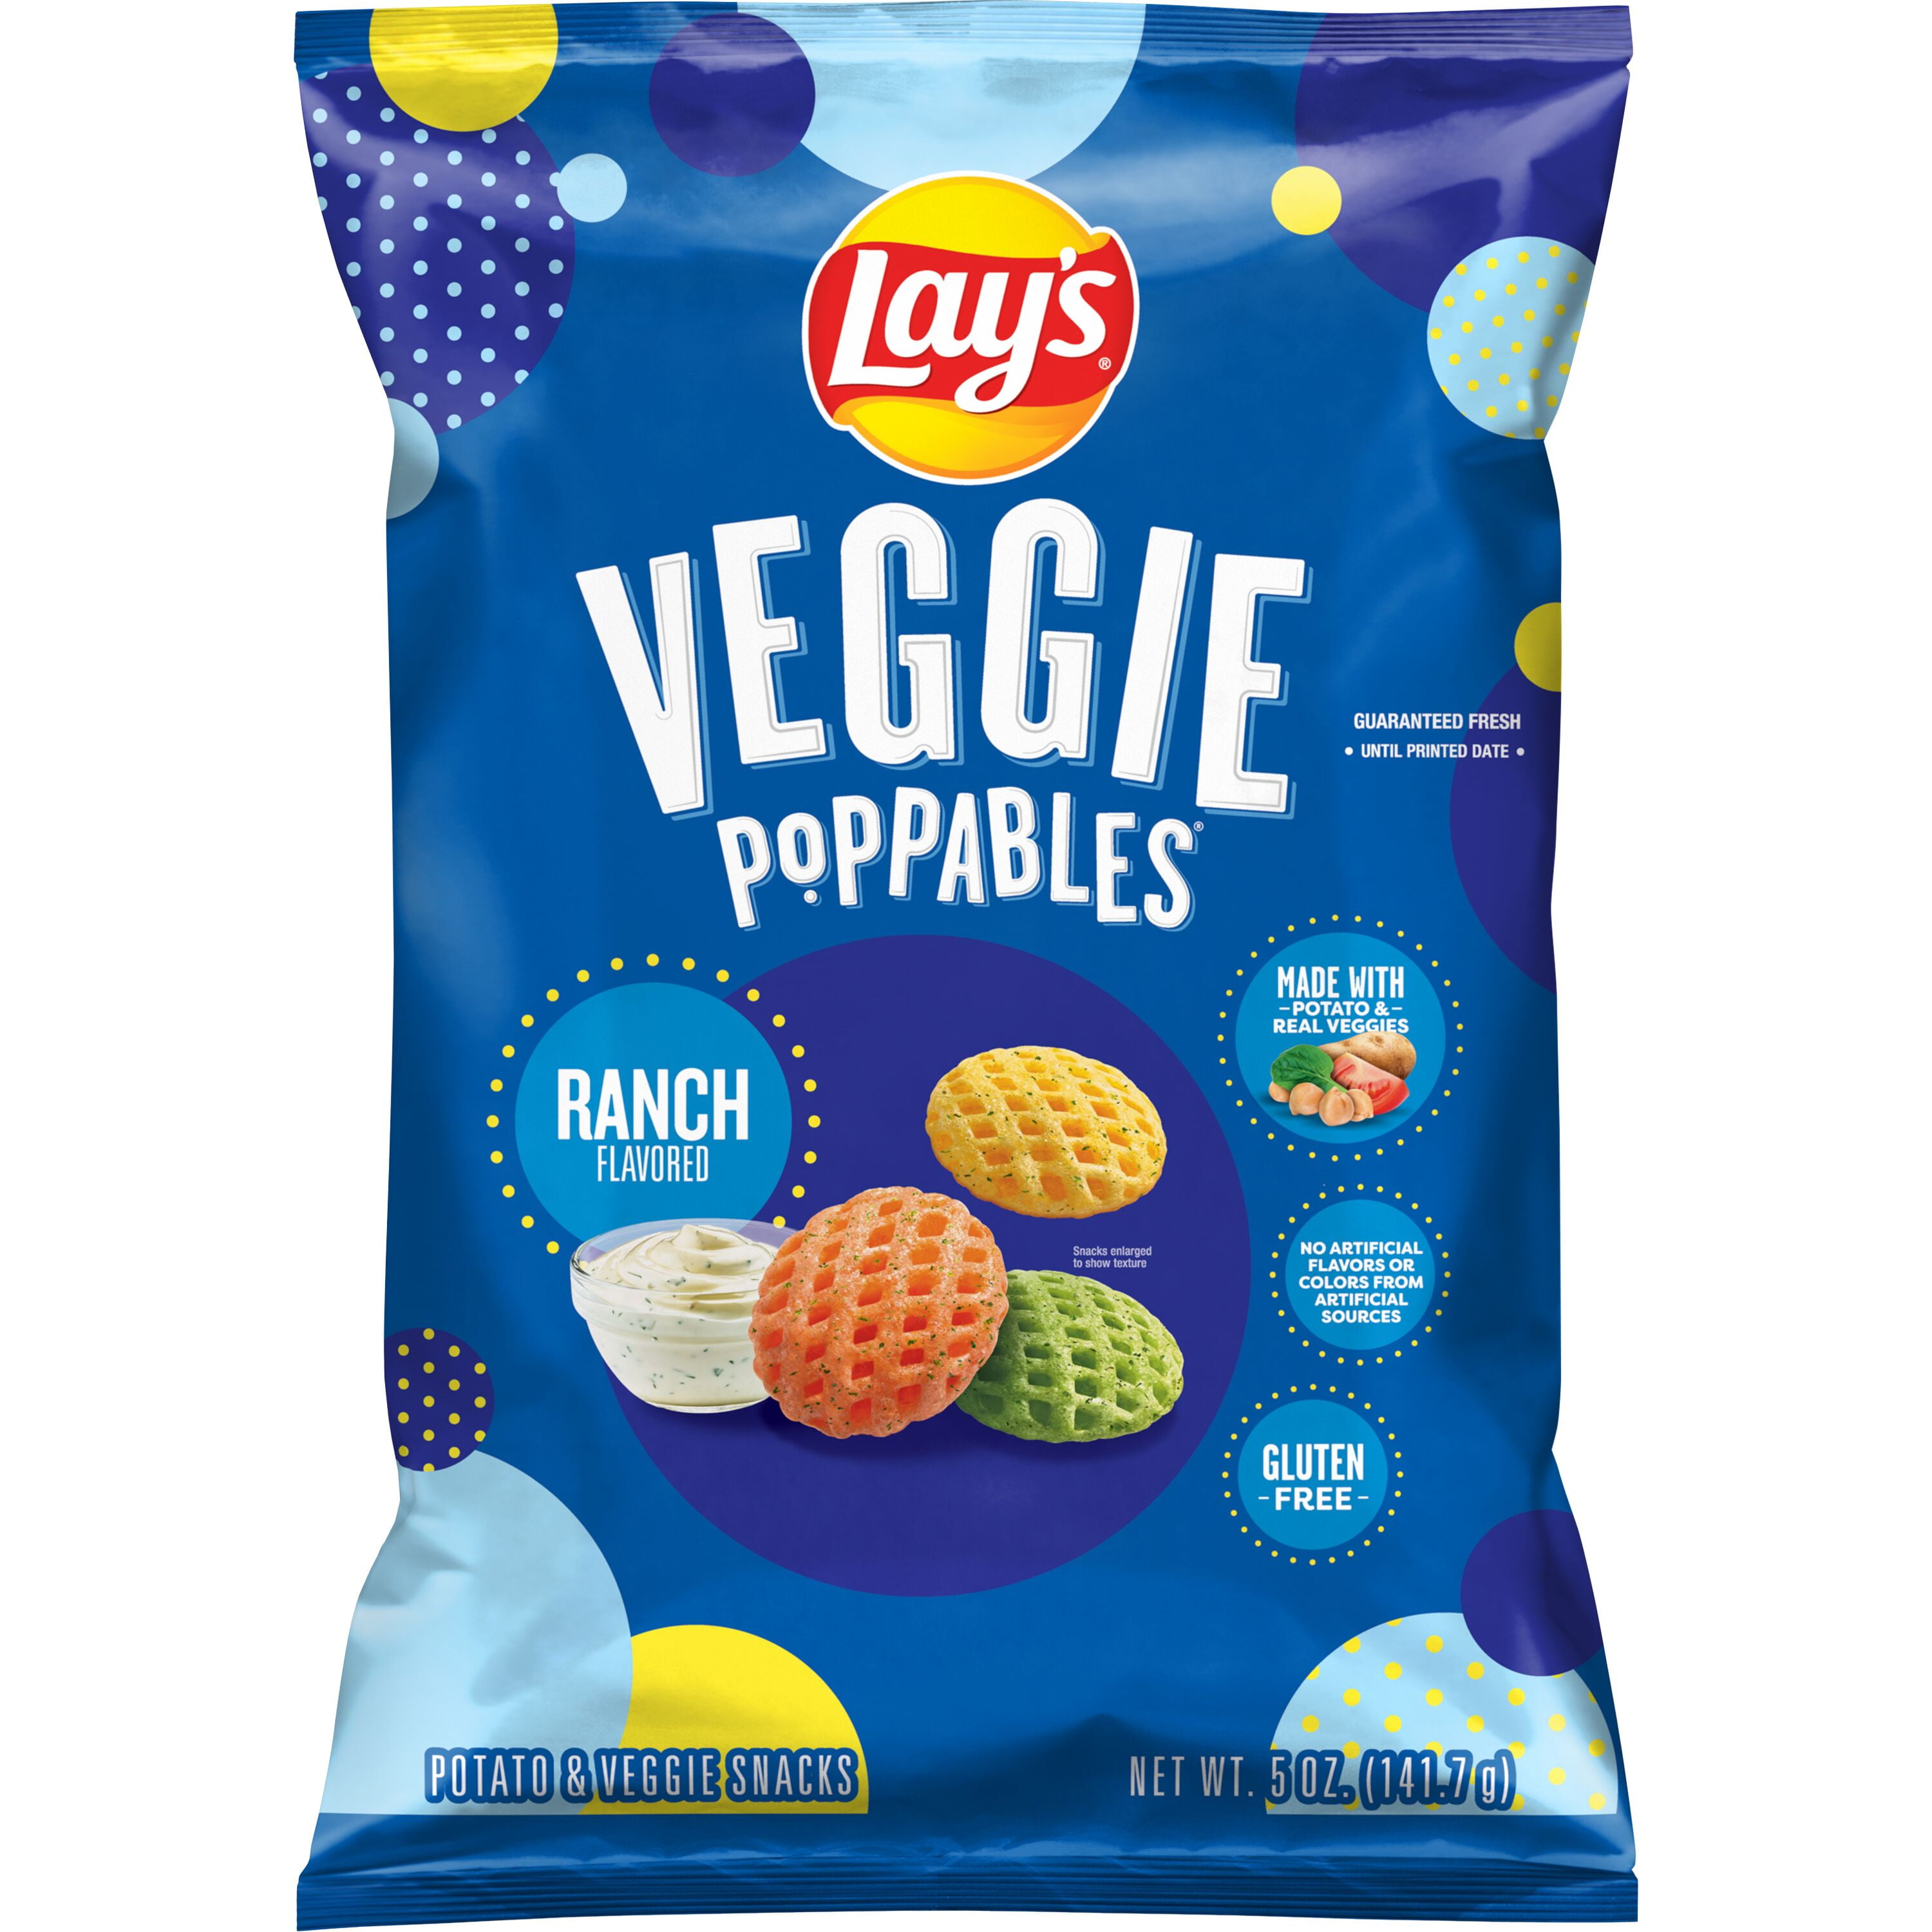 Lay's®
VEGGIE
POPPABLES®
GUARANTEED FRESH
• UNTIL PRINTED DATE •
RANCH
FLAVORED
MADE WITH
– POTATO & –
REAL VEGGIES
Snacks enlarged
to show texture
NO ARTIFICIAL
FLAVORS OR
COLORS FROM
ARTIFICIAL
SOURCES
GLUTEN
– FREE –
POTATO & VEGGIE SNACKS
NET WT. 5 OZ. (141.7 g)